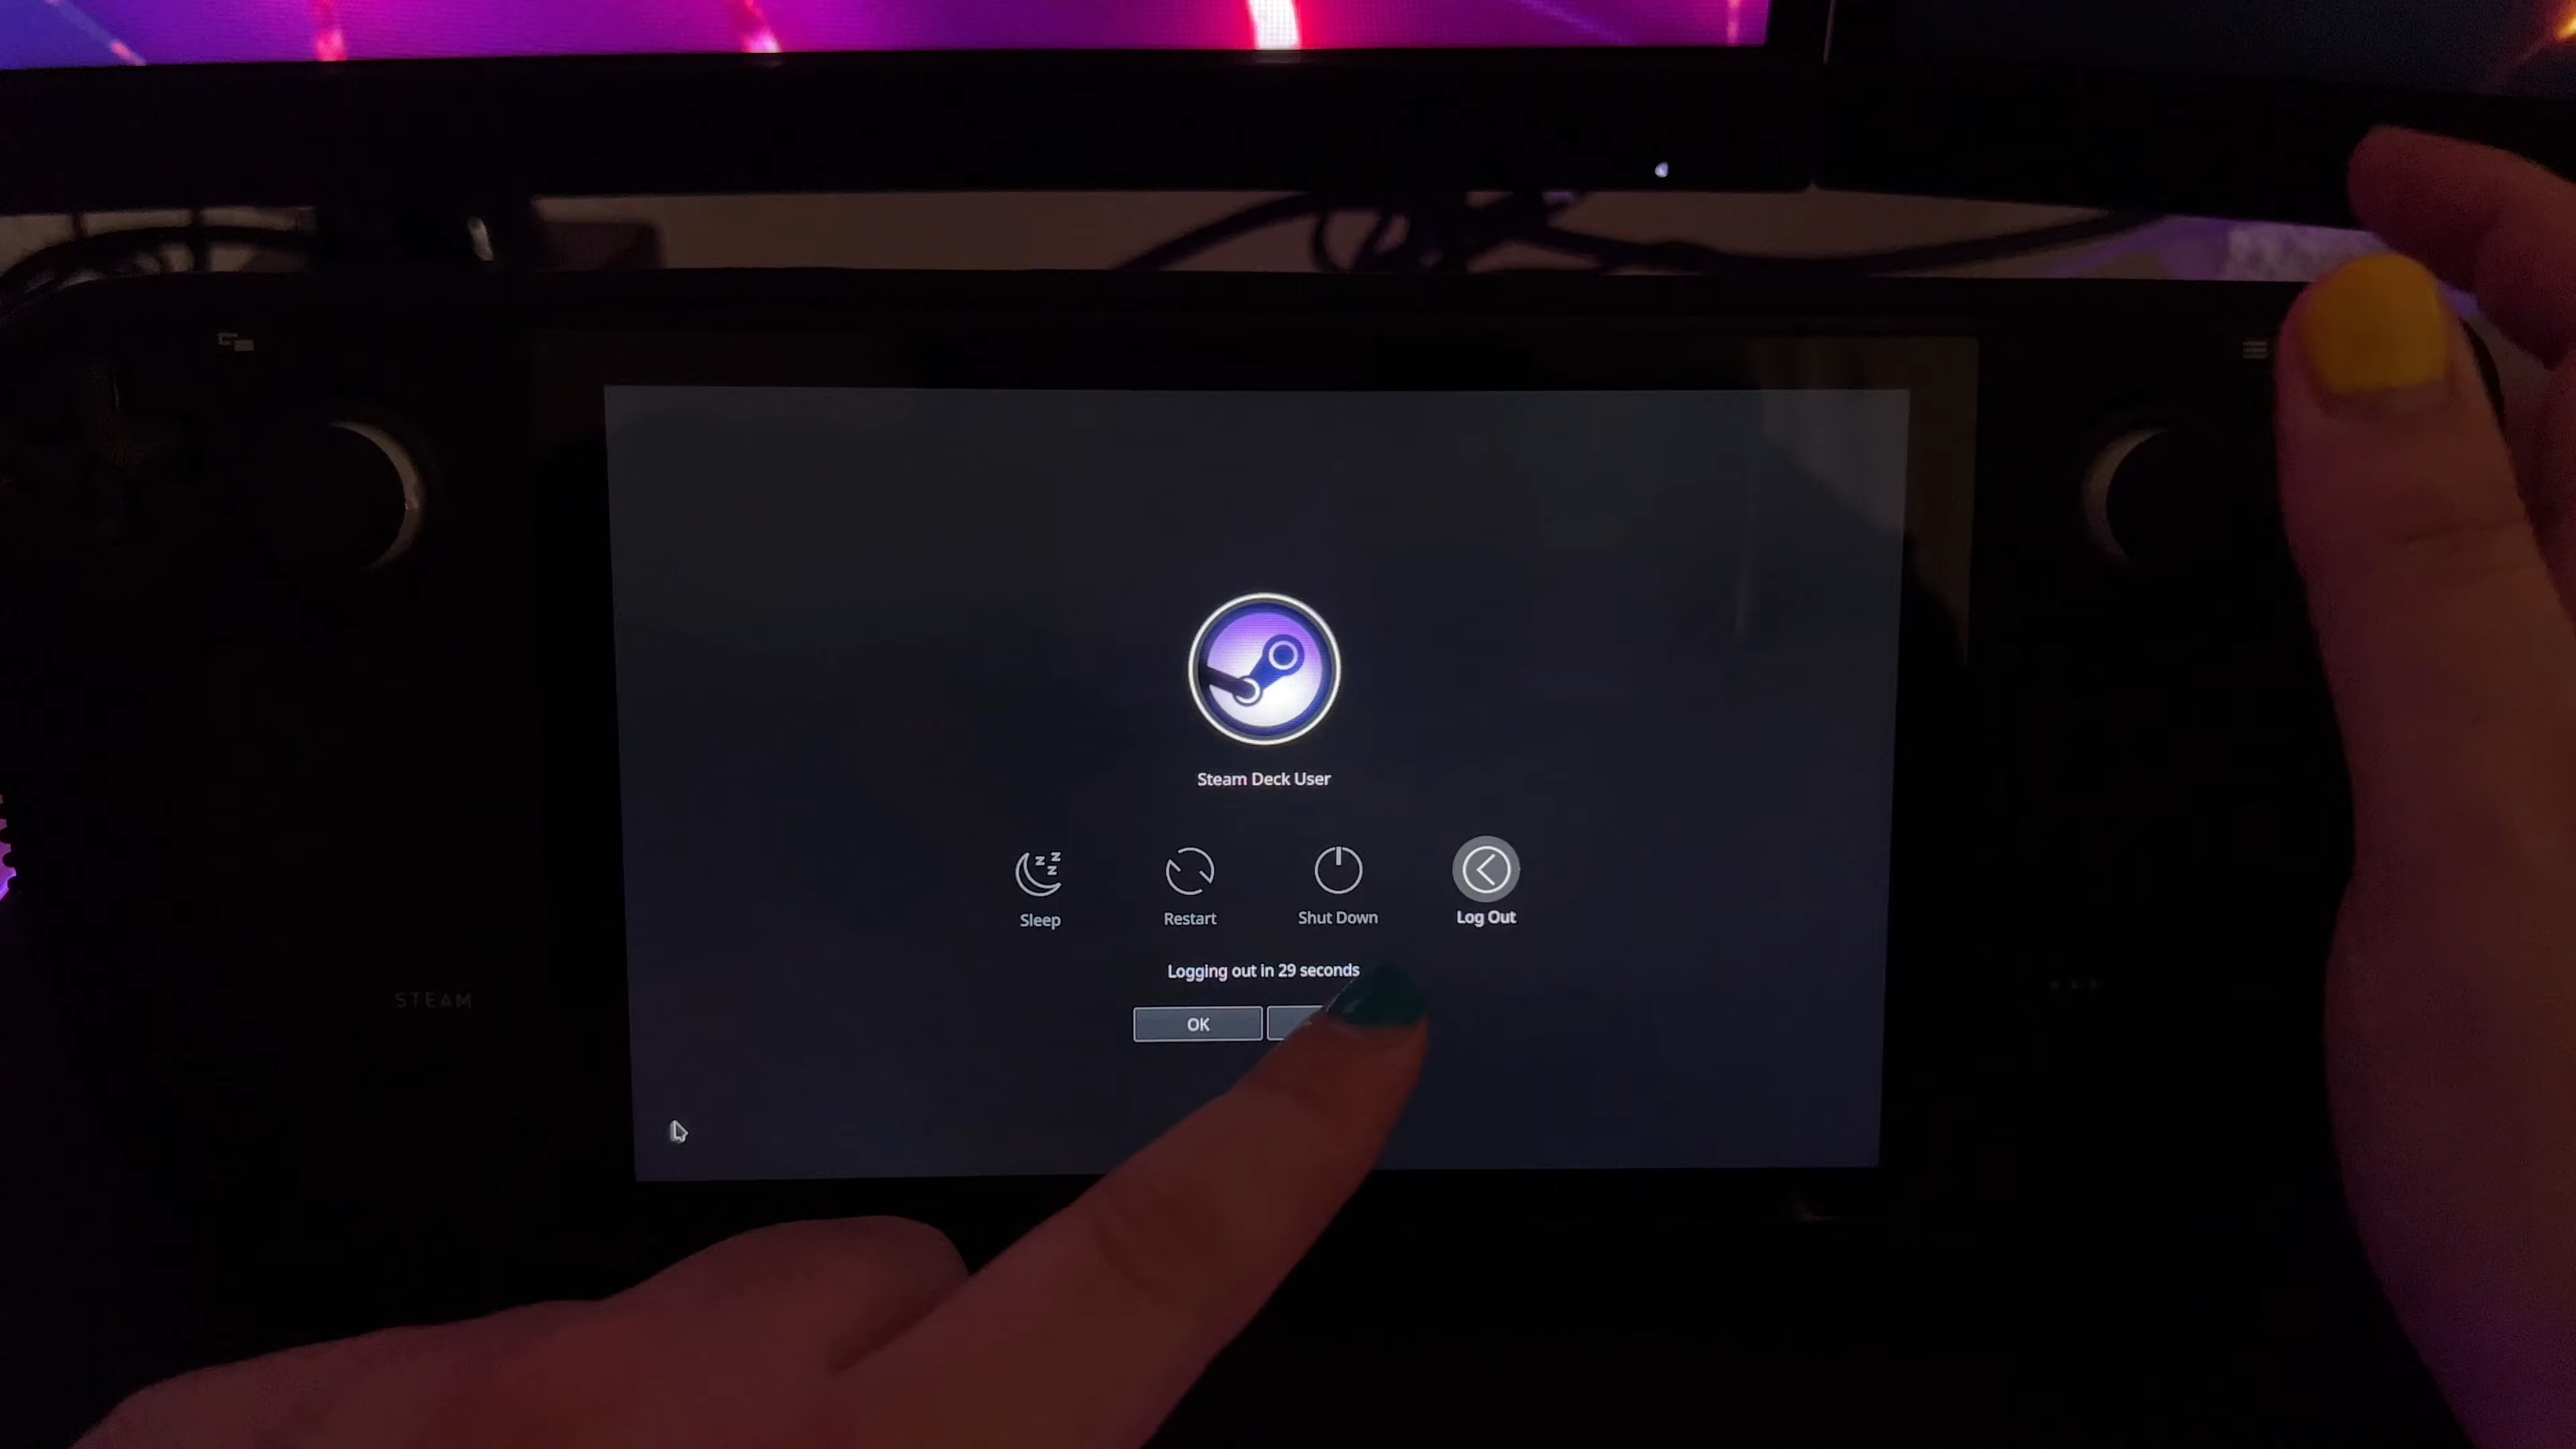 Steam Deck User
Sleep
Restart
Shut Down
Log Out
Logging out in 29 seconds
OK
STEAM